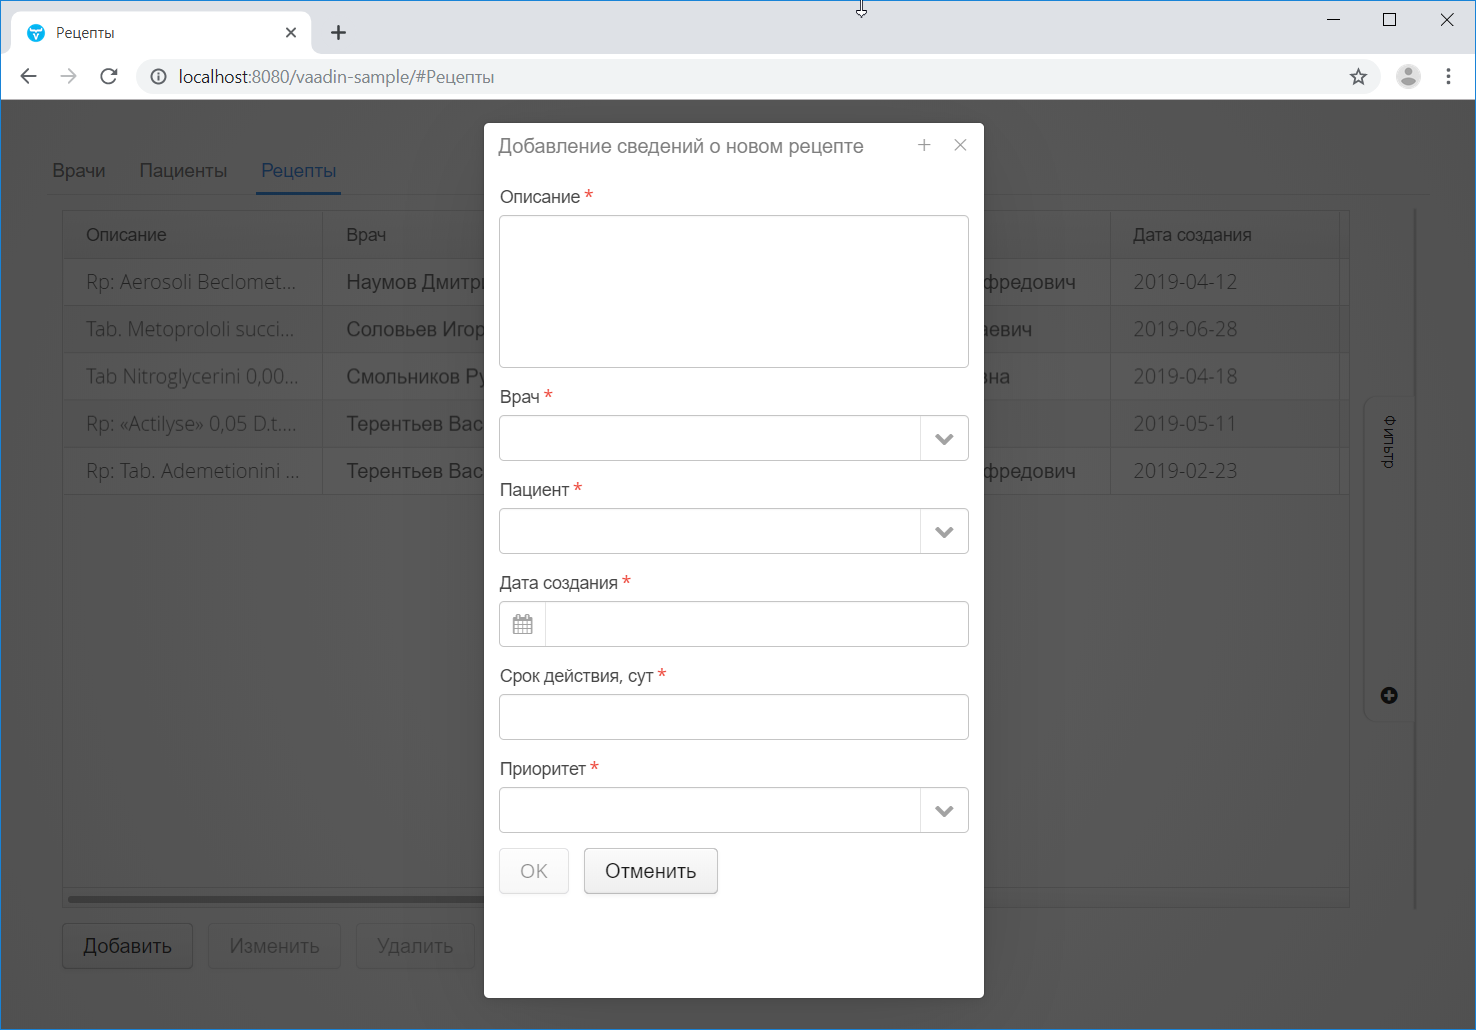 Рецепты
localhost:8080/vaadin-sample/#Рецепты
Врачи Пациенты Рецепты
Добавление сведений о новом рецепте
Описание *
Врач *
Пациент *
Дата создания *
Срок действия, сут *
Приоритет *
OK Отменить
Описание Врач Дата создания
Rp: Aerosoli Beclomet... Наумов Дмитри фредович 2019-04-12
Tab. Metoprololi succi... Соловьев Игор аевич 2019-06-28
Tab Nitroglycerini 0,00... Смольников Ру на 2019-04-18
Rp: «Actilyse» 0,05 D.t.... Терентьев Вас 2019-05-11
Rp: Tab. Ademetionini ... Терентьев Вас фредович 2019-02-23
Фильтр
Добавить Изменить Удалить